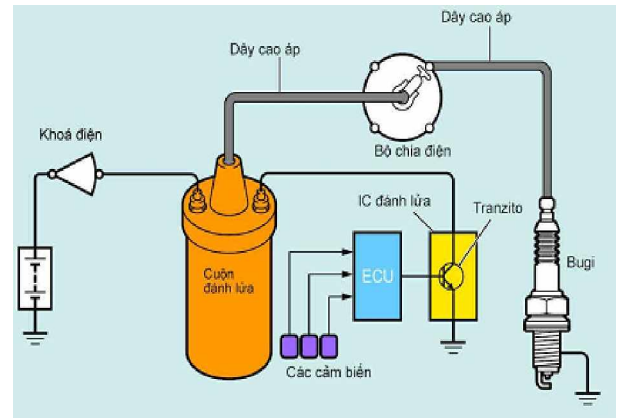 Dây cao áp
Dây cao áp
Khoá điện
Bộ chia điện
IC đánh lửa
Tranzito
Cuộn
đánh lửa
ECU
Bugi
Các cảm biến